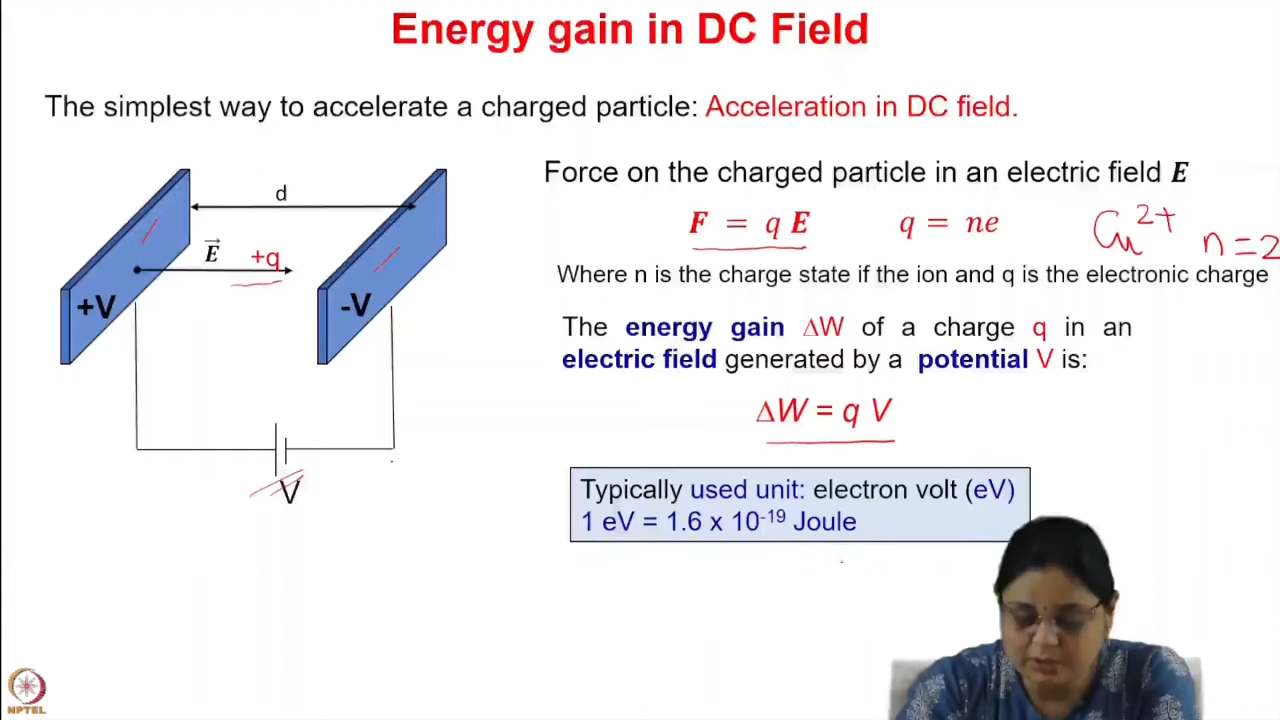 Energy gain in DC Field
The simplest way to accelerate a charged particle: Acceleration in DC field.
d
E
+q
+V
-V
V
Force on the charged particle in an electric field E
F = q E
q = ne
Cu2+
n=2
Where n is the charge state if the ion and q is the electronic charge
The energy gain ΔW of a charge q in an
electric field generated by a potential V is:
ΔW = q V
Typically used unit: electron volt (eV)
1 eV = 1.6 x 10-19 Joule
NPTEL